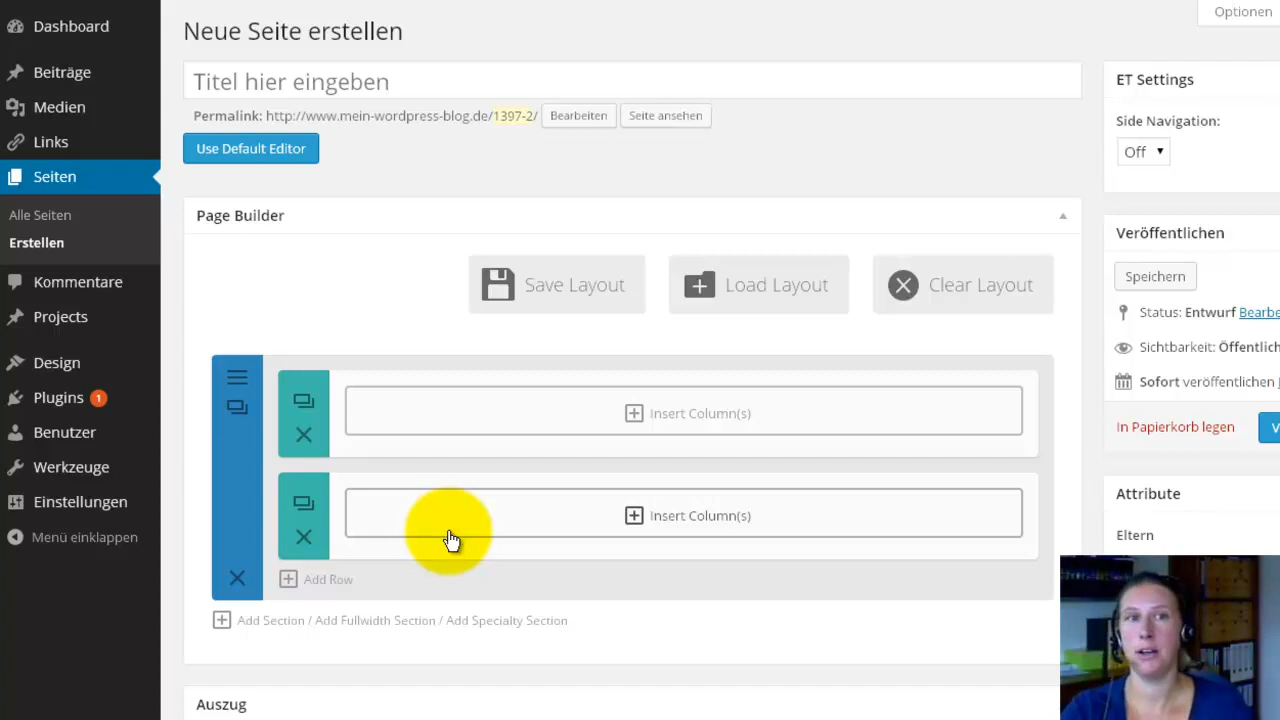 Dashboard
Beiträge
Medien
Links
Seiten
Alle Seiten
Erstellen
Kommentare
Projects
Design
Plugins 1
Benutzer
Werkzeuge
Einstellungen
Menü einklappen
Optionen
Neue Seite erstellen
Titel hier eingeben
Permalink: http://www.mein-wordpress-blog.de/1397-2/ Bearbeiten Seite ansehen
Use Default Editor
Page Builder
Save Layout Load Layout Clear Layout
Insert Column(s)
Insert Column(s)
Add Row
Add Section / Add Fullwidth Section / Add Specialty Section
Auszug
ET Settings
Side Navigation:
Off
Veröffentlichen
Speichern
Status: Entwurf Bearbe
Sichtbarkeit: Öffentlich
Sofort veröffentlichen
In Papierkorb legen V
Attribute
Eltern